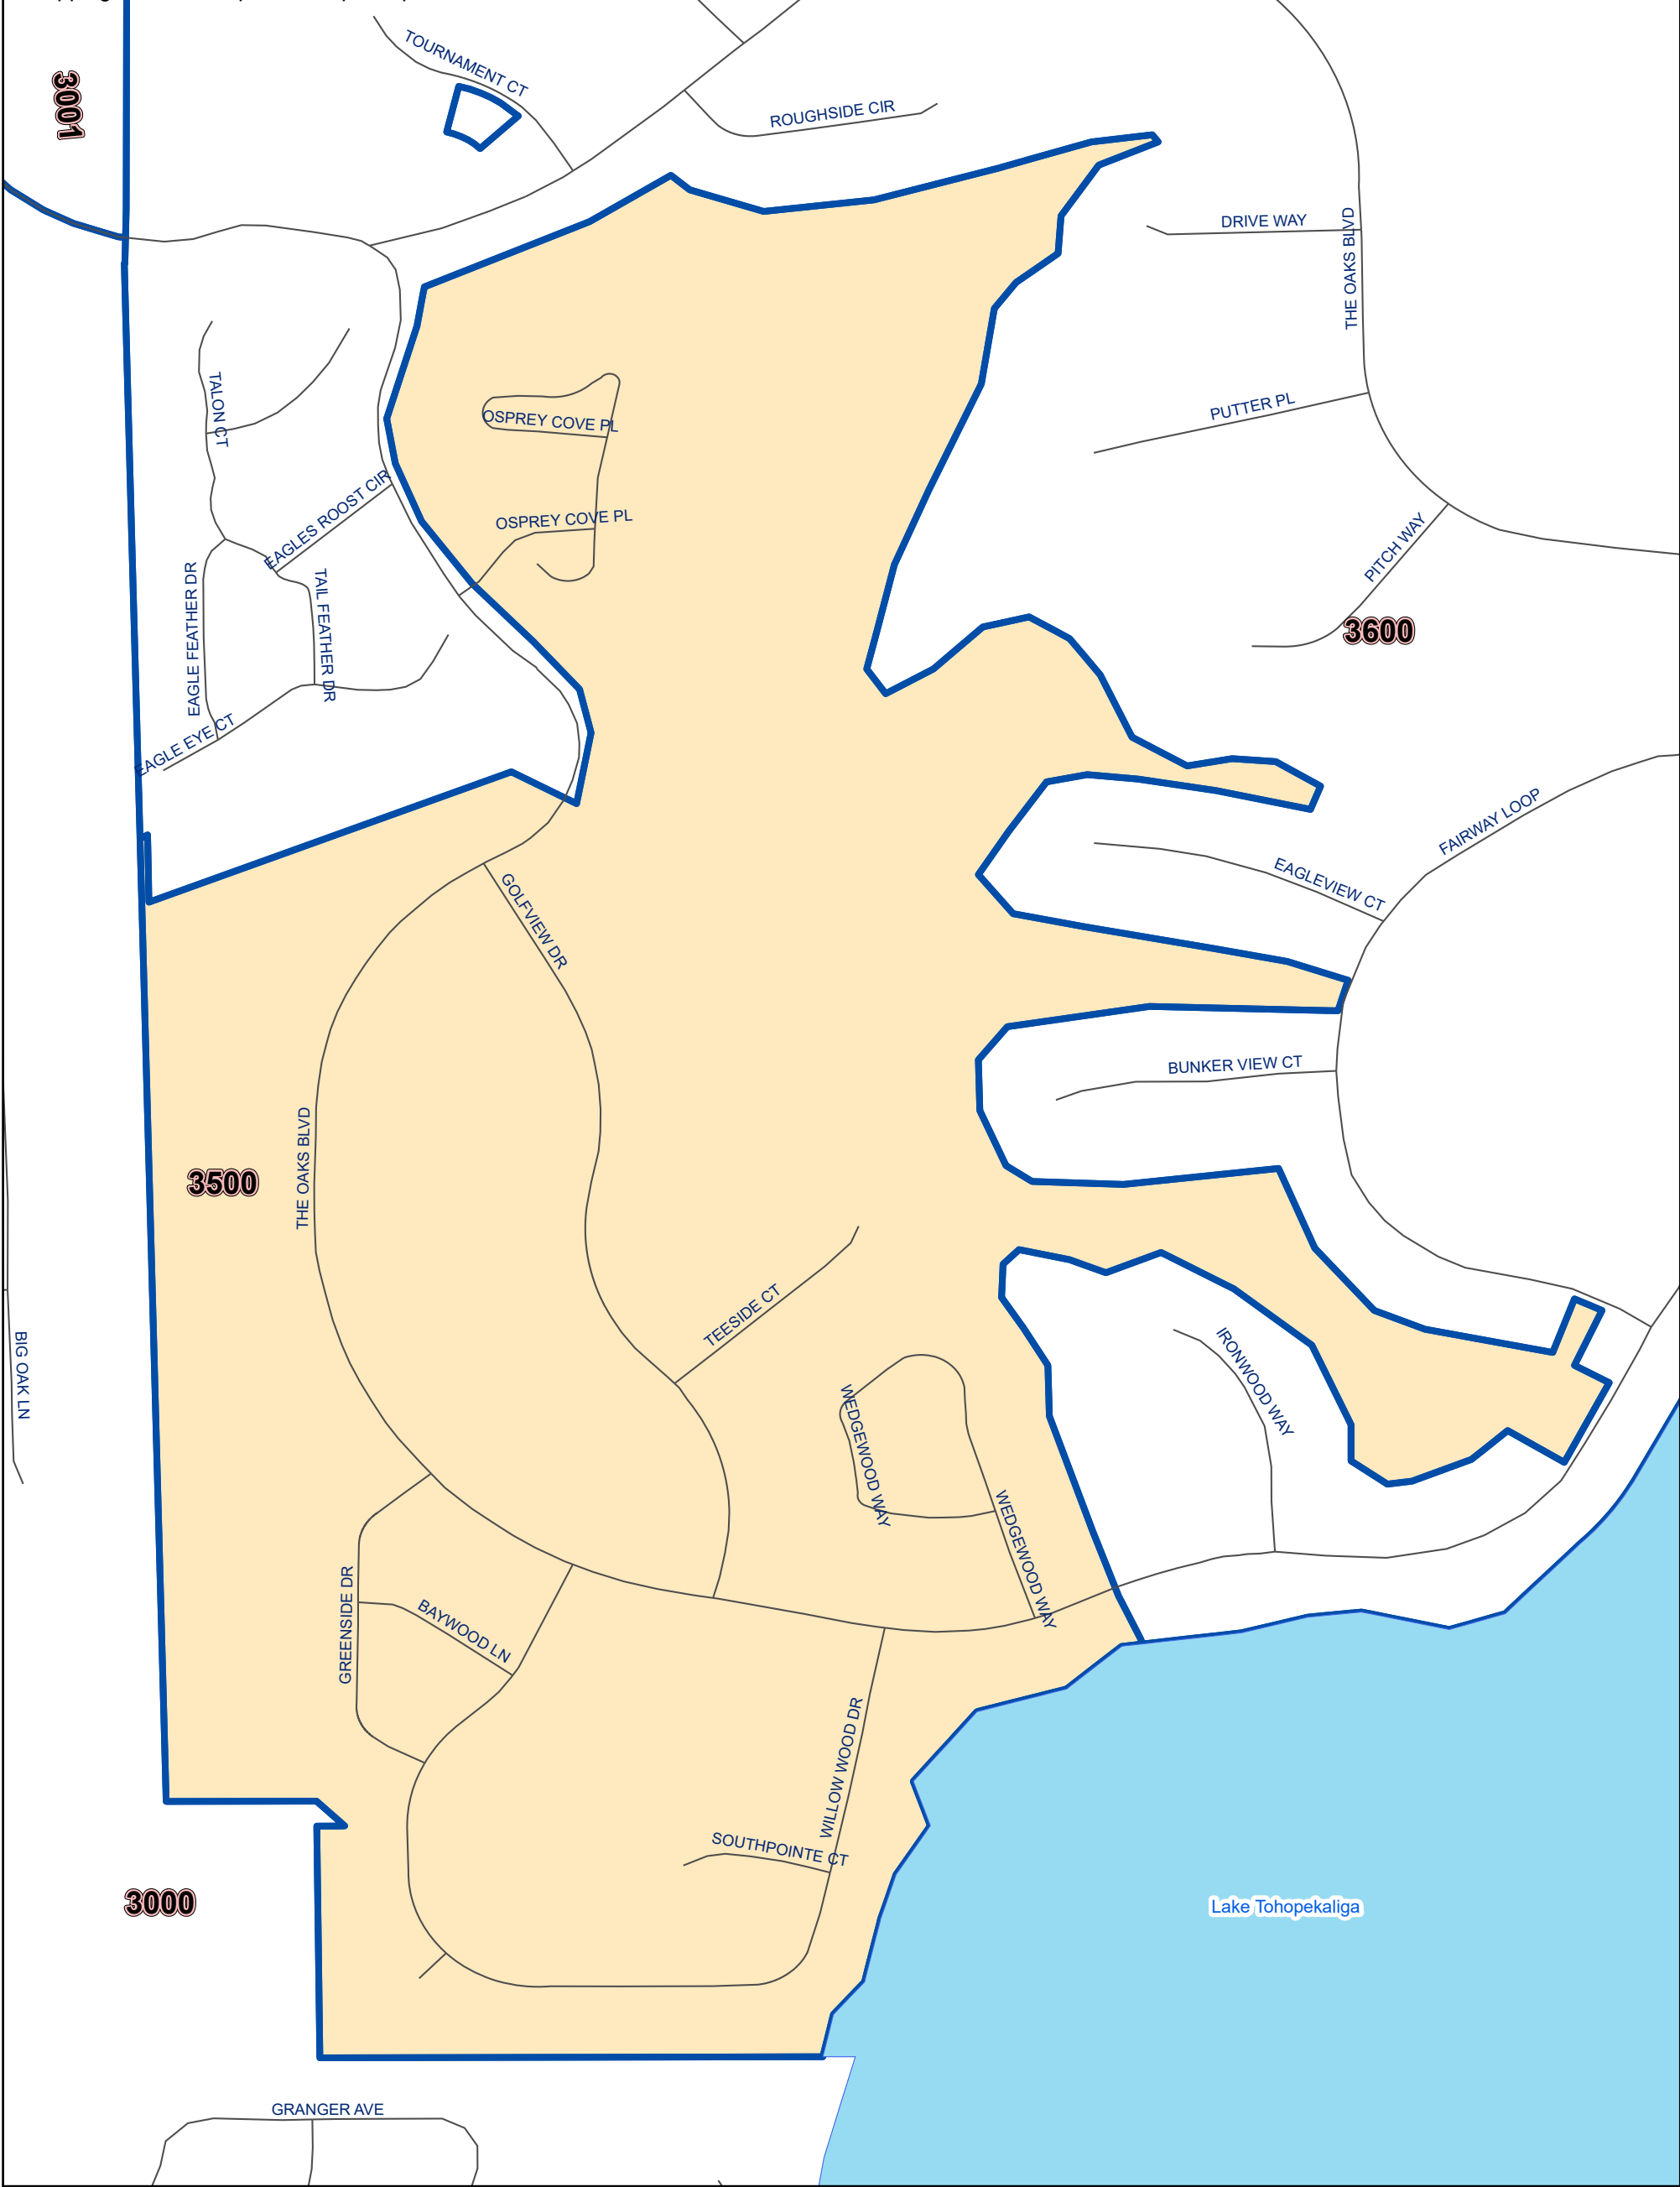 TOURNAMENT CT
3001
ROUGHSIDE CIR
DRIVE WAY
THE OAKS BLVD
TALON CT
OSPREY COVE PL
PUTTER PL
EAGLES ROOST CIR
OSPREY COVE PL
PITCH WAY
EAGLE FEATHER DR
TAIL FEATHER DR
3600
EAGLE EYE CT
FAIRWAY LOOP
EAGLEVIEW CT
GOLFVIEW DR
BUNKER VIEW CT
THE OAKS BLVD
3500
TEESIDE CT
BIG OAK LN
IRONWOOD WAY
WEDGEWOOD WAY
WEDGEWOOD WAY
GREENSIDE DR
BAYWOOD LN
WILLOW WOOD DR
SOUTHPOINTE CT
3000
Lake Tohopekaliga
GRANGER AVE